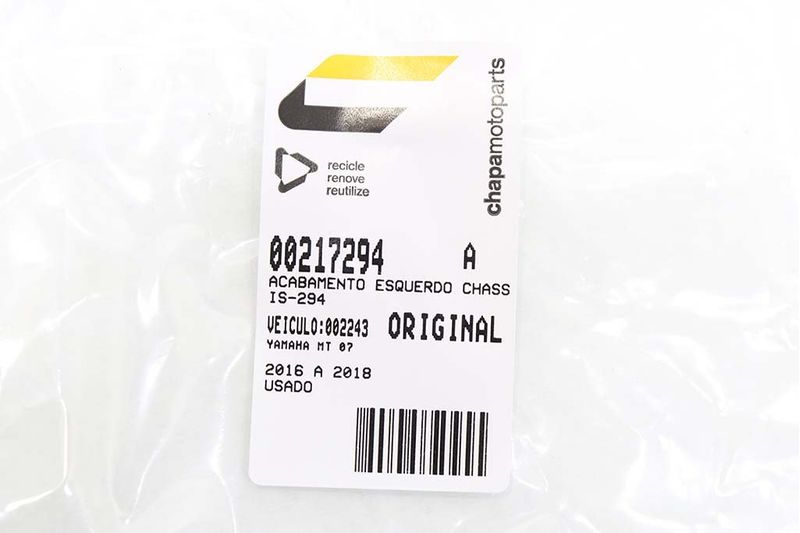 chapamotoparts
recicle
renove
reutilize
00217294 A
ACABAMENTO ESQUERDO CHASS
IS-294
VEICULO:002243 ORIGINAL
YAMAHA MT 07
2016 A 2018
USADO